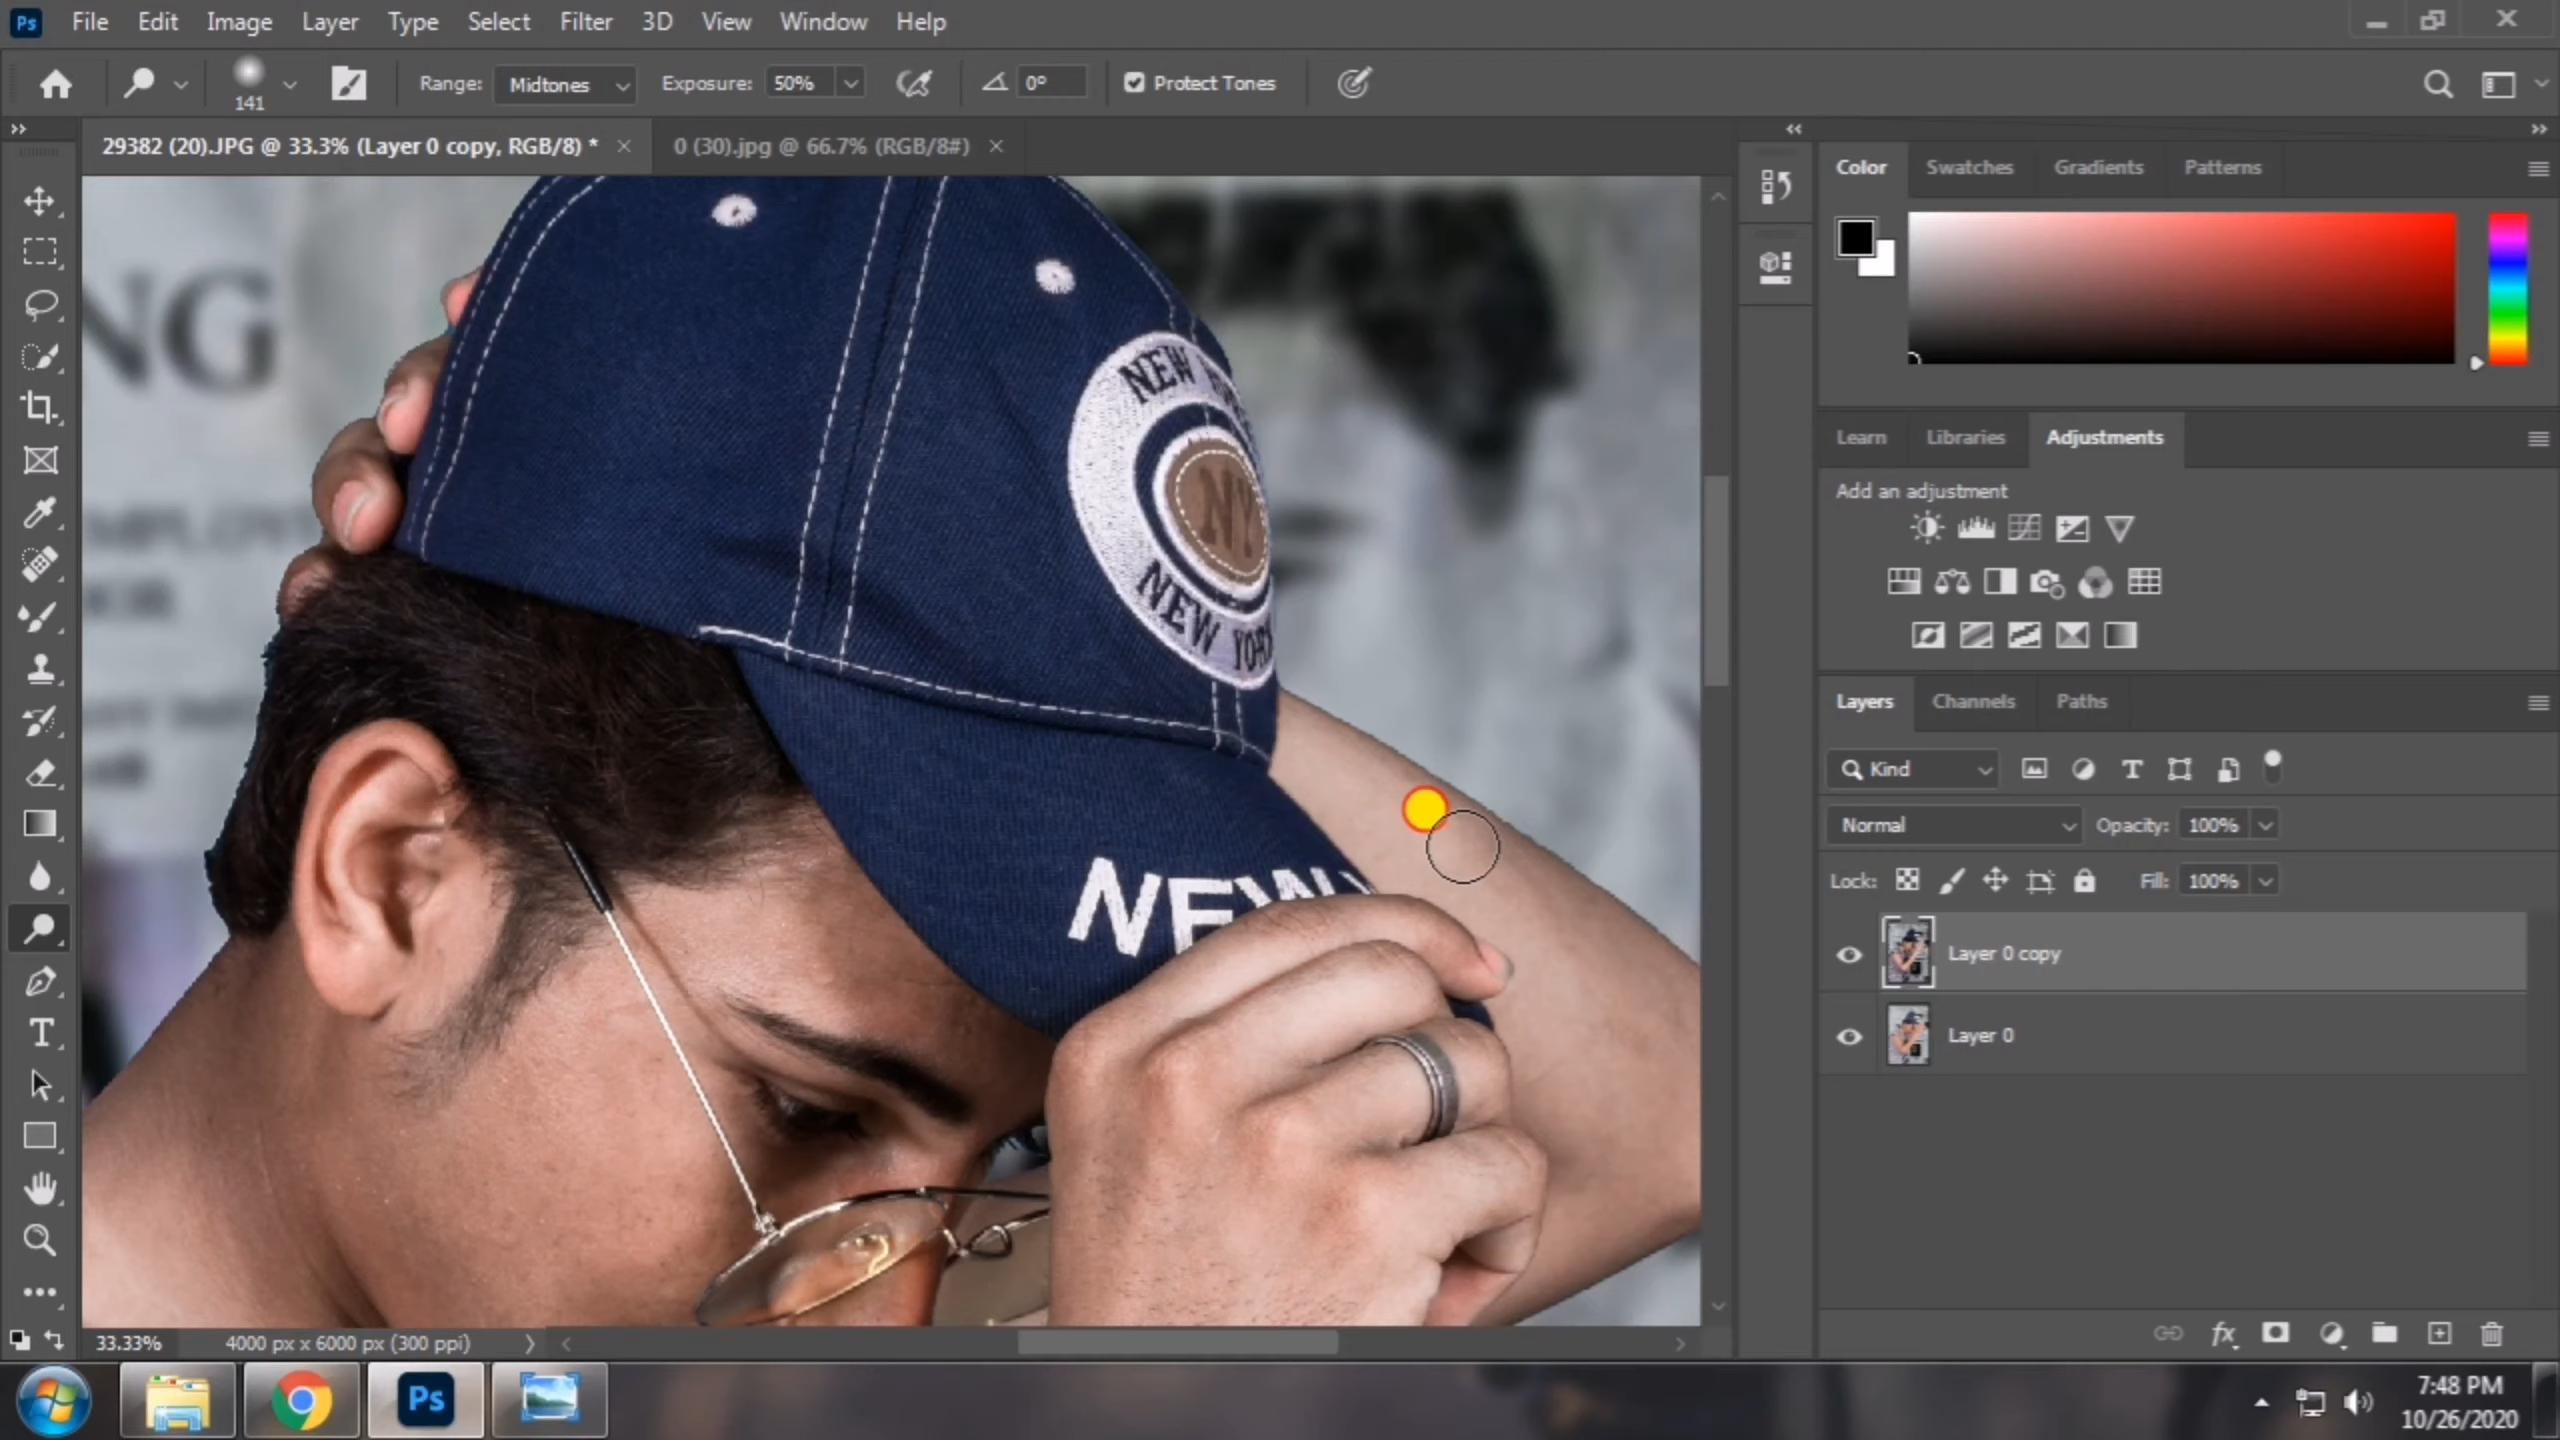 Ps File Edit Image Layer Type Select Filter 3D View Window Help
141 Range: Midtones Exposure: 50% 0° Protect Tones
29382 (20).JPG @ 33.3% (Layer 0 copy, RGB/8) * × 0 (30).jpg @ 66.7% (RGB/8#) ×
Color Swatches Gradients Patterns
NG
NEW
NY
NEW YORK
NEW
Learn Libraries Adjustments
Add an adjustment
Layers Channels Paths
Kind
Normal Opacity: 100%
Lock: Fill: 100%
Layer 0 copy
Layer 0
33.33% 4000 px x 6000 px (300 ppi)
Ps
7:48 PM
10/26/2020